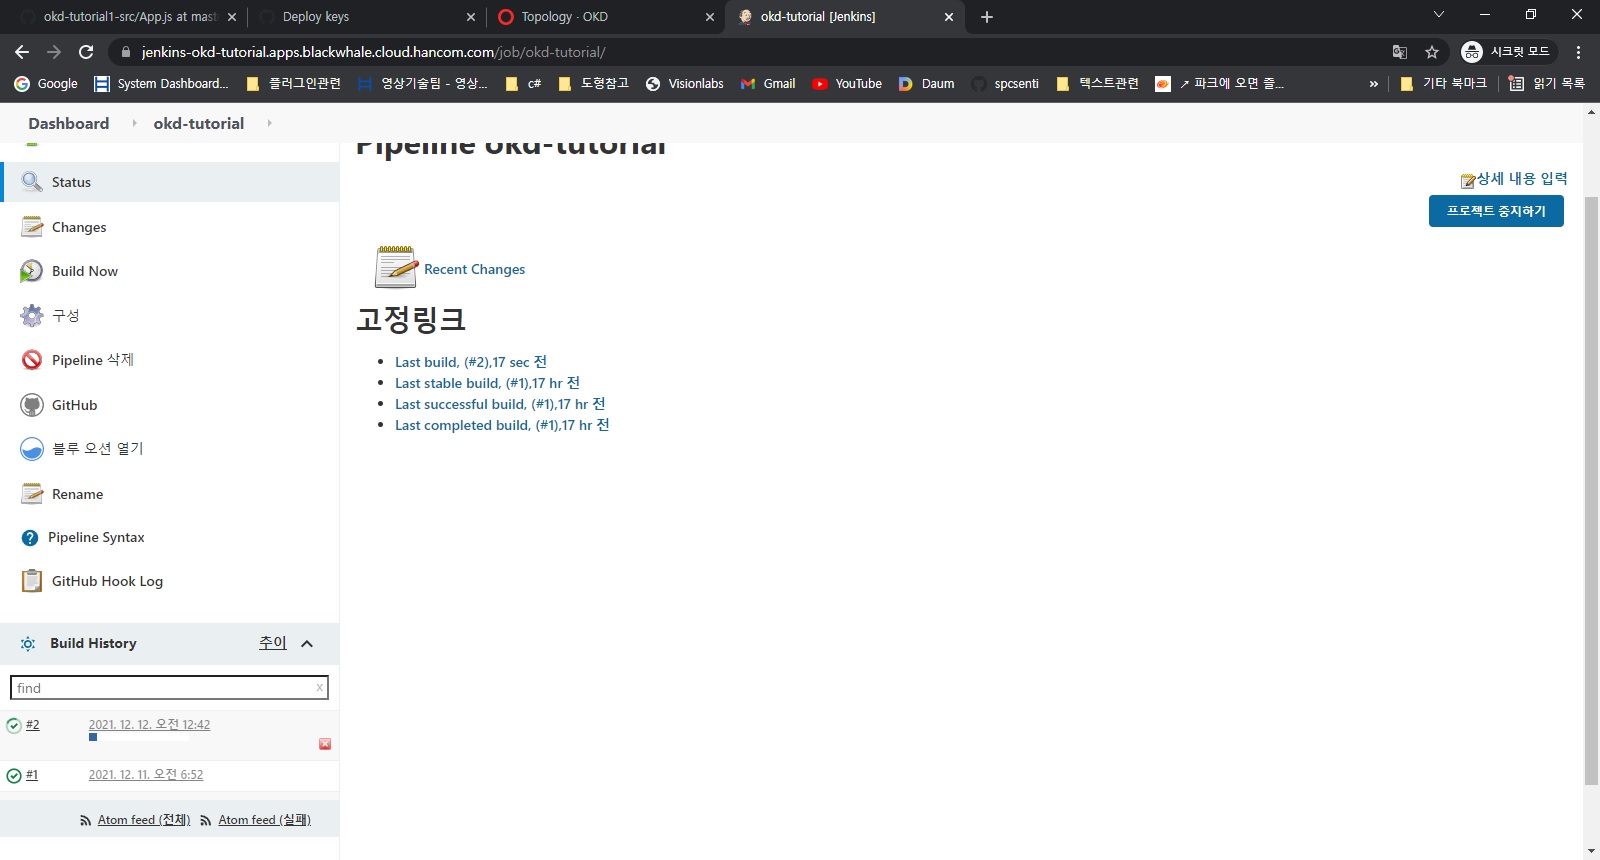 okd-tutorial1-src/App.js at mast
Deploy keys
Topology · OKD
okd-tutorial [Jenkins]
jenkins-okd-tutorial.apps.blackwhale.cloud.hancom.com/job/okd-tutorial/
시크릿 모드
Google
System Dashboard...
플러그인관련
영상기술팀 - 영상...
c#
도형참고
Visionlabs
Gmail
YouTube
Daum
spcsenti
텍스트관련
↗ 파크에 오면 즐...
»
기타 북마크
읽기 목록
Dashboard
okd-tutorial
Pipeline okd-tutorial
상세 내용 입력
프로젝트 중지하기
Status
Changes
Build Now
구성
Pipeline 삭제
GitHub
블루 오션 열기
Rename
Pipeline Syntax
GitHub Hook Log
Recent Changes
고정링크
Last build, (#2),17 sec 전
Last stable build, (#1),17 hr 전
Last successful build, (#1),17 hr 전
Last completed build, (#1),17 hr 전
Build History
추이
find
x
#2
2021. 12. 12. 오전 12:42
#1
2021. 12. 11. 오전 6:52
Atom feed (전체)
Atom feed (실패)